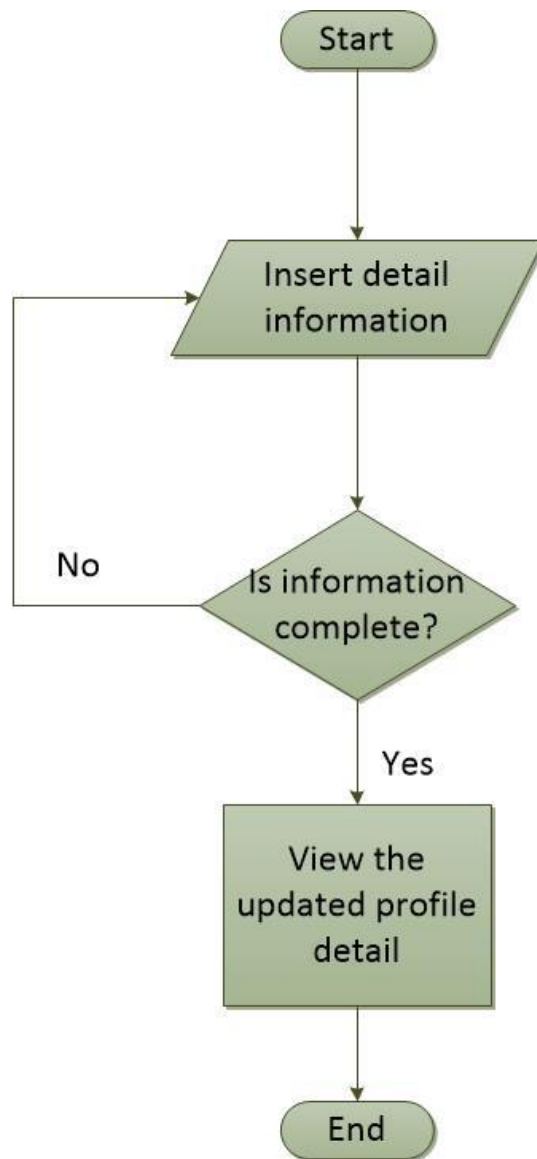 Start
Insert detail
information
No
Is information
complete?
Yes
View the
updated profile
detail
End